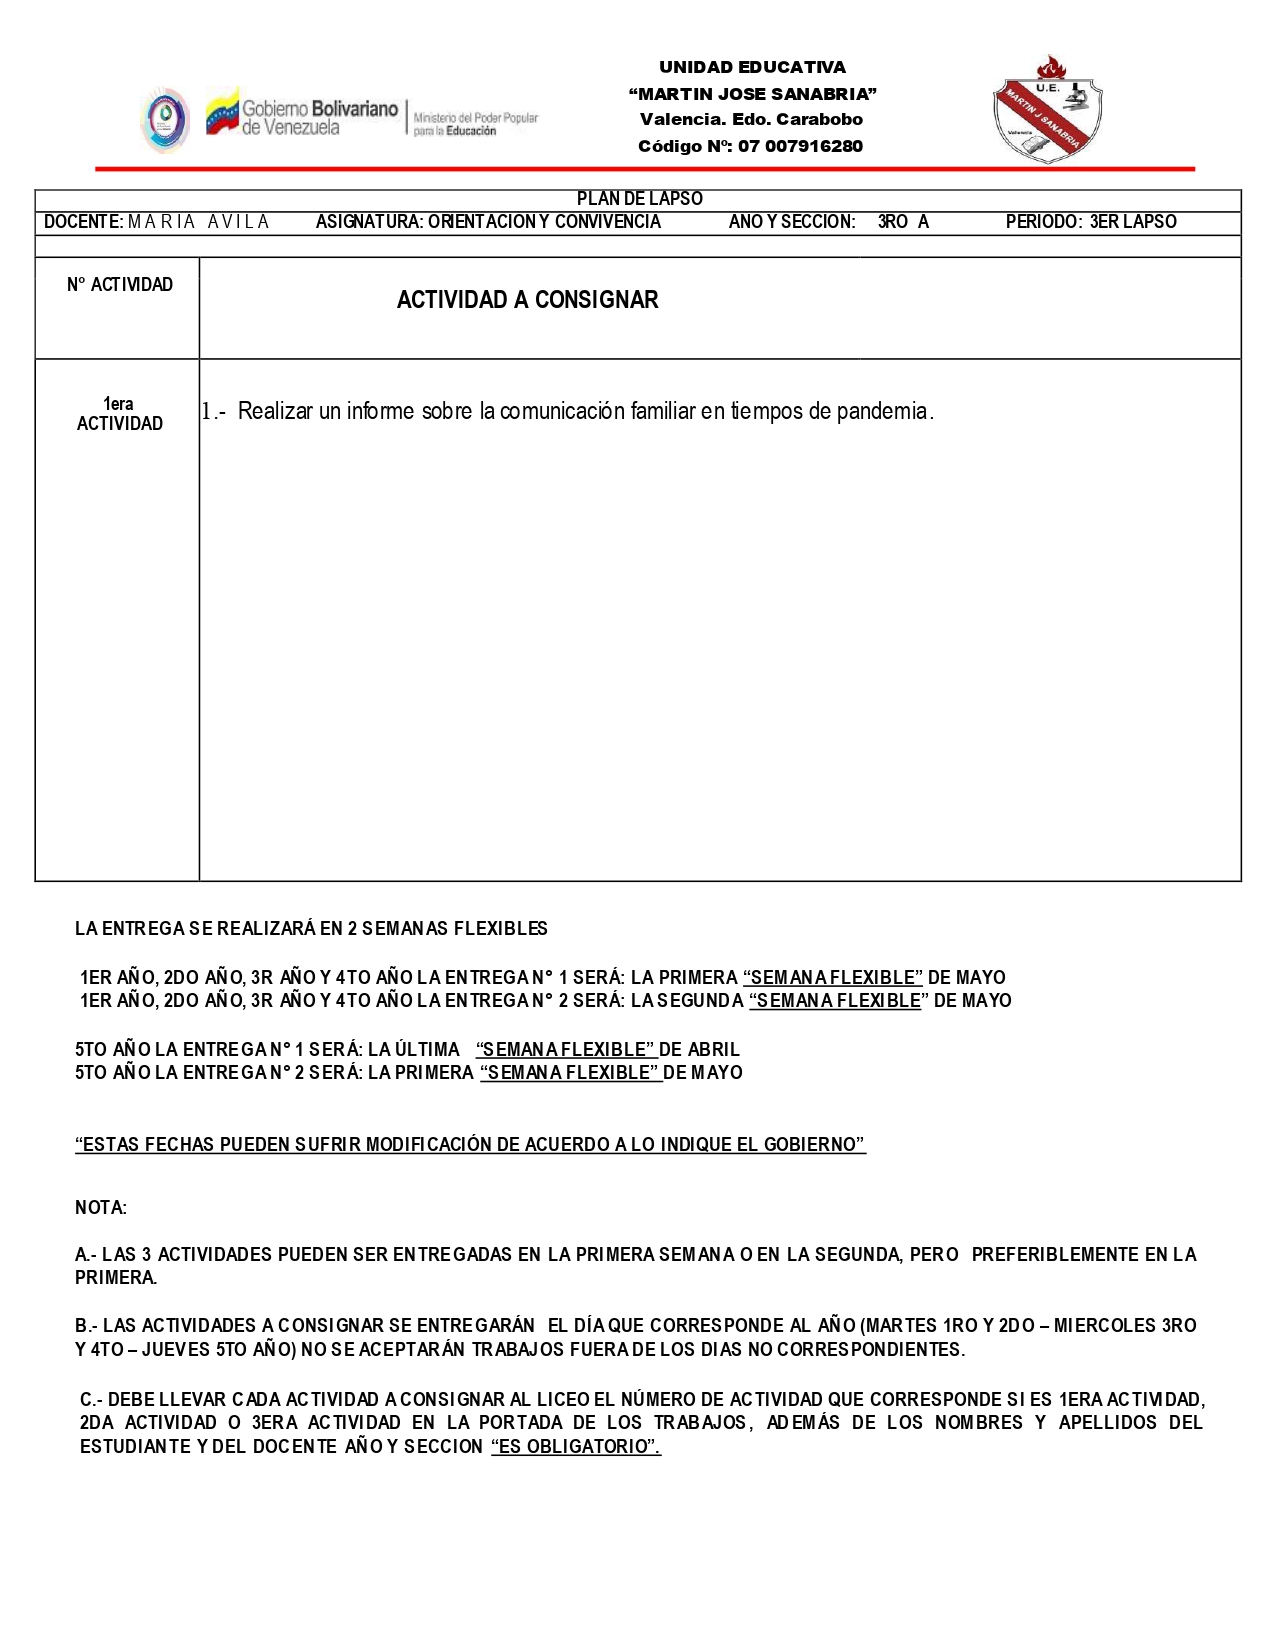 UNIDAD EDUCATIVA
“MARTIN JOSE SANABRIA”
Valencia. Edo. Carabobo
Código Nº: 07 007916280
Gobierno Bolivariano
de Venezuela
Ministerio del Poder Popular
para la Educación
U.E.
MARTIN J SANABRIA
Valencia
PLAN DE LAPSO
DOCENTE: MARIA AVILA ASIGNATURA: ORIENTACION Y CONVIVENCIA ANO Y SECCION: 3RO A PERIODO: 3ER LAPSO
Nº ACTIVIDAD
ACTIVIDAD A CONSIGNAR
1era
ACTIVIDAD
1.- Realizar un informe sobre la comunicación familiar en tiempos de pandemia.
LA ENTREGA SE REALIZARÁ EN 2 SEMANAS FLEXIBLES
1ER AÑO, 2DO AÑO, 3R AÑO Y 4TO AÑO LA ENTREGA N° 1 SERÁ: LA PRIMERA “SEMANA FLEXIBLE” DE MAYO
1ER AÑO, 2DO AÑO, 3R AÑO Y 4TO AÑO LA ENTREGA N° 2 SERÁ: LA SEGUNDA “SEMANA FLEXIBLE” DE MAYO
5TO AÑO LA ENTREGA N° 1 SERÁ: LA ÚLTIMA “SEMANA FLEXIBLE” DE ABRIL
5TO AÑO LA ENTREGA N° 2 SERÁ: LA PRIMERA “SEMANA FLEXIBLE” DE MAYO
“ESTAS FECHAS PUEDEN SUFRIR MODIFICACIÓN DE ACUERDO A LO INDIQUE EL GOBIERNO”
NOTA:
A.- LAS 3 ACTIVIDADES PUEDEN SER ENTREGADAS EN LA PRIMERA SEMANA O EN LA SEGUNDA, PERO PREFERIBLEMENTE EN LA
PRIMERA.
B.- LAS ACTIVIDADES A CONSIGNAR SE ENTREGARÁN EL DÍA QUE CORRESPONDE AL AÑO (MARTES 1RO Y 2DO – MIERCOLES 3RO
Y 4TO – JUEVES 5TO AÑO) NO SE ACEPTARÁN TRABAJOS FUERA DE LOS DIAS NO CORRESPONDIENTES.
C.- DEBE LLEVAR CADA ACTIVIDAD A CONSIGNAR AL LICEO EL NÚMERO DE ACTIVIDAD QUE CORRESPONDE SI ES 1ERA ACTIVIDAD,
2DA ACTIVIDAD O 3ERA ACTIVIDAD EN LA PORTADA DE LOS TRABAJOS, ADEMÁS DE LOS NOMBRES Y APELLIDOS DEL
ESTUDIANTE Y DEL DOCENTE AÑO Y SECCION “ES OBLIGATORIO”.